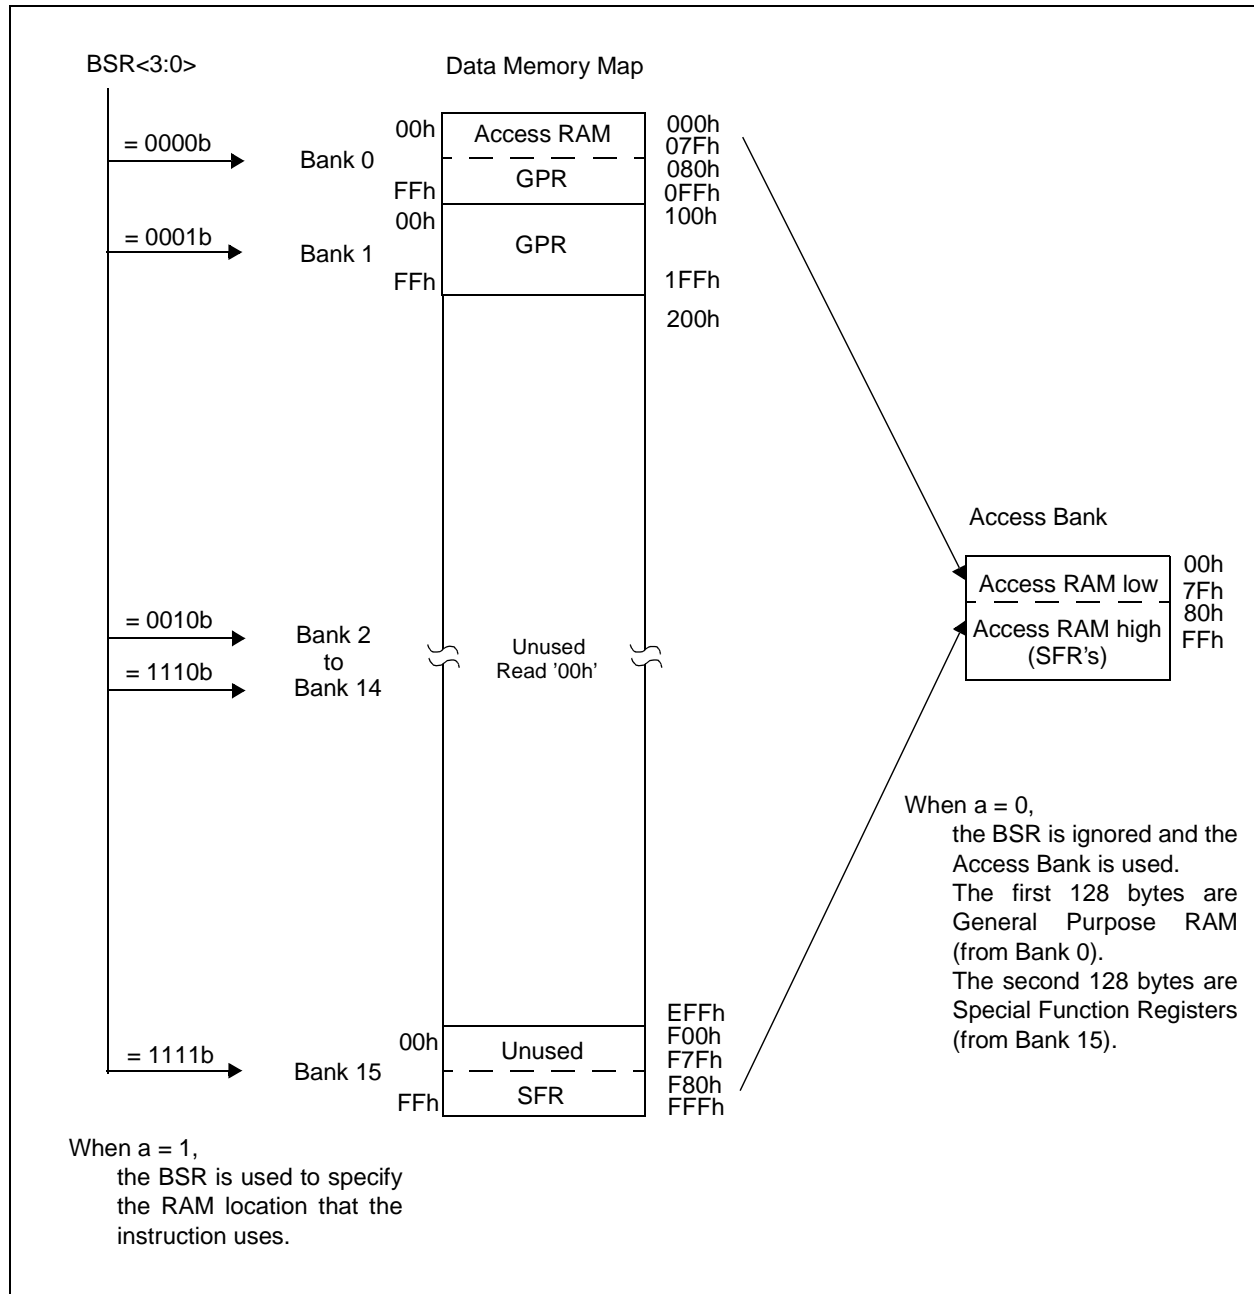 BSR<3:0>
Data Memory Map
= 0000b
Bank 0
00h
Access RAM
000h
07Fh
GPR
080h
FFh
0FFh
= 0001b
Bank 1
00h
GPR
100h
FFh
1FFh
200h
Access Bank
Access RAM low
00h
7Fh
Access RAM high
(SFR's)
80h
FFh
= 0010b
= 1110b
Bank 2
to
Bank 14
Unused
Read '00h'
When a = 0,
the BSR is ignored and the
Access Bank is used.
The first 128 bytes are
General Purpose RAM
(from Bank 0).
The second 128 bytes are
Special Function Registers
(from Bank 15).
EFFh
= 1111b
Bank 15
00h
Unused
F00h
F7Fh
FFh
SFR
F80h
FFFh
When a = 1,
the BSR is used to specify
the RAM location that the
instruction uses.